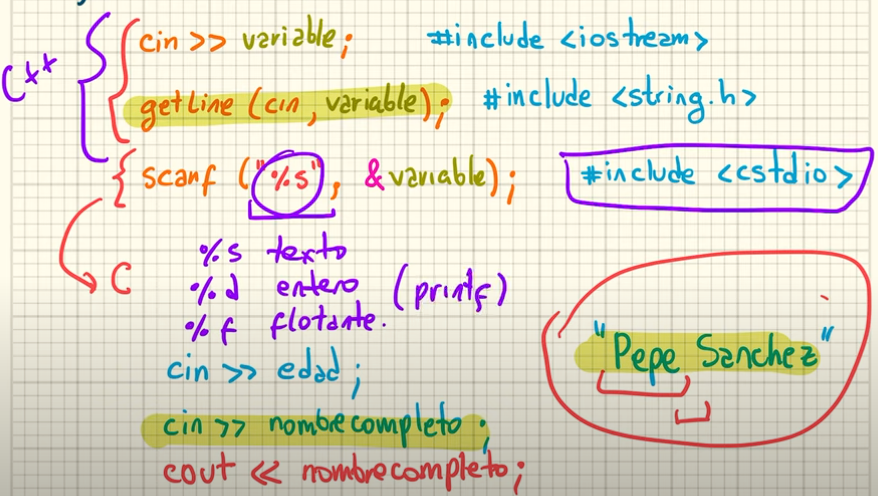 C++
cin >> variable; #include <iostream>
getLine (cin, variable); #include <string.h>
scanf ("%s", &variable); #include <cstdio>
C
%s texto
%d entero (printf)
%f flotante.
cin >> edad;
"Pepe Sanchez"
cin >> nombrecompleto;
cout << nombrecompleto;